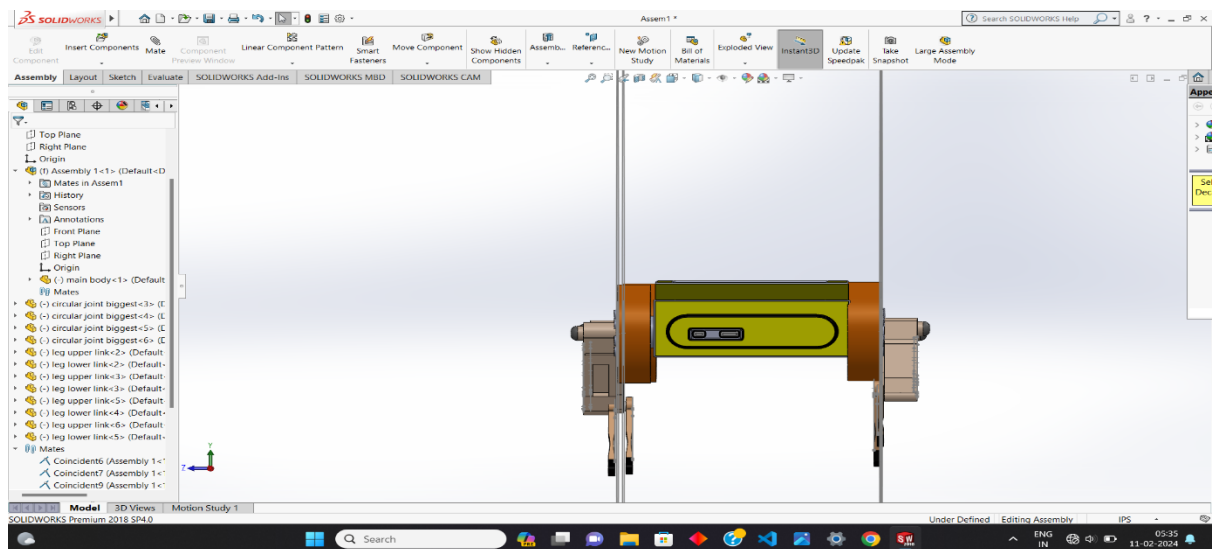 SOLIDWORKS
Assem1 *
Search SOLIDWORKS Help
Edit Component
Insert Components
Mate
Component Preview Window
Linear Component Pattern
Smart Fasteners
Move Component
Show Hidden Components
Assemb...
Referenc...
New Motion Study
Bill of Materials
Exploded View
Instant3D
Update Speedpak
Take Snapshot
Large Assembly Mode
Assembly
Layout
Sketch
Evaluate
SOLIDWORKS Add-Ins
SOLIDWORKS MBD
SOLIDWORKS CAM
Appe
Top Plane
Right Plane
Origin
(f) Assembly 1<1> (Default<D
Mates in Assem1
History
Sensors
Annotations
Front Plane
Top Plane
Right Plane
Origin
(-) main body<1> (Default
Mates
(-) circular joint biggest<3> (D
(-) circular joint biggest<4> (D
(-) circular joint biggest<5> (D
(-) circular joint biggest<6> (D
(-) leg upper link<2> (Default
(-) leg lower link<2> (Default
(-) leg upper link<3> (Default
(-) leg lower link<3> (Default
(-) leg upper link<5> (Default
(-) leg lower link<4> (Default
(-) leg upper link<6> (Default
(-) leg lower link<5> (Default
Mates
Coincident6 (Assembly 1<
Coincident7 (Assembly 1<
Coincident9 (Assembly 1<
Sel
Dec
Y
Z
Model
3D Views
Motion Study 1
SOLIDWORKS Premium 2018 SP4.0
Under Defined
Editing Assembly
IPS
Search
ENG
IN
05:35
11-02-2024